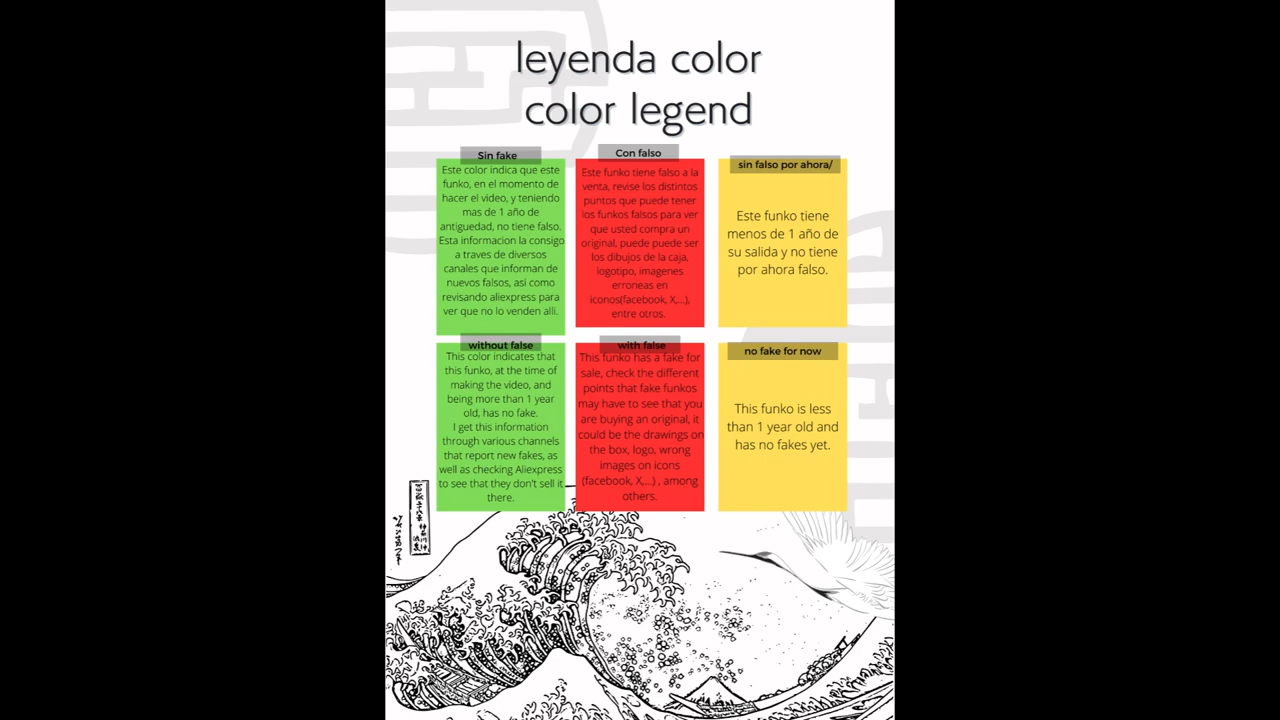 leyenda color
color legend
Sin fake
Este color indica que este
funko, en el momento de
hacer el video, y teniendo
mas de 1 año de
antiguedad, no tiene falso.
Esta informacion la consigo
a traves de diversos
canales que informan de
nuevos falsos, asi como
revisando aliexpress para
ver que no lo venden alli.
Con falso
Este funko tiene falso a la
venta, revise los distintos
puntos que puede tener
los funkos falsos para ver
que usted compra un
original, puede puede ser
los dibujos de la caja,
logotipo, imagenes
erroneas en
iconos(facebook, X,...),
entre otros.
sin falso por ahora/
Este funko tiene
menos de 1 año de
su salida y no tiene
por ahora falso.
without false
This color indicates that
this funko, at the time of
making the video, and
being more than 1 year
old, has no fake.
I get this information
through various channels
that report new fakes, as
well as checking Aliexpress
to see that they don't sell it
there.
with false
This funko has a fake for
sale, check the different
points that fake funkos
may have to see that you
are buying an original, it
could be the drawings on
the box, logo, wrong
images on icons
(facebook, X,...) , among
others.
no fake for now
This funko is less
than 1 year old and
has no fakes yet.